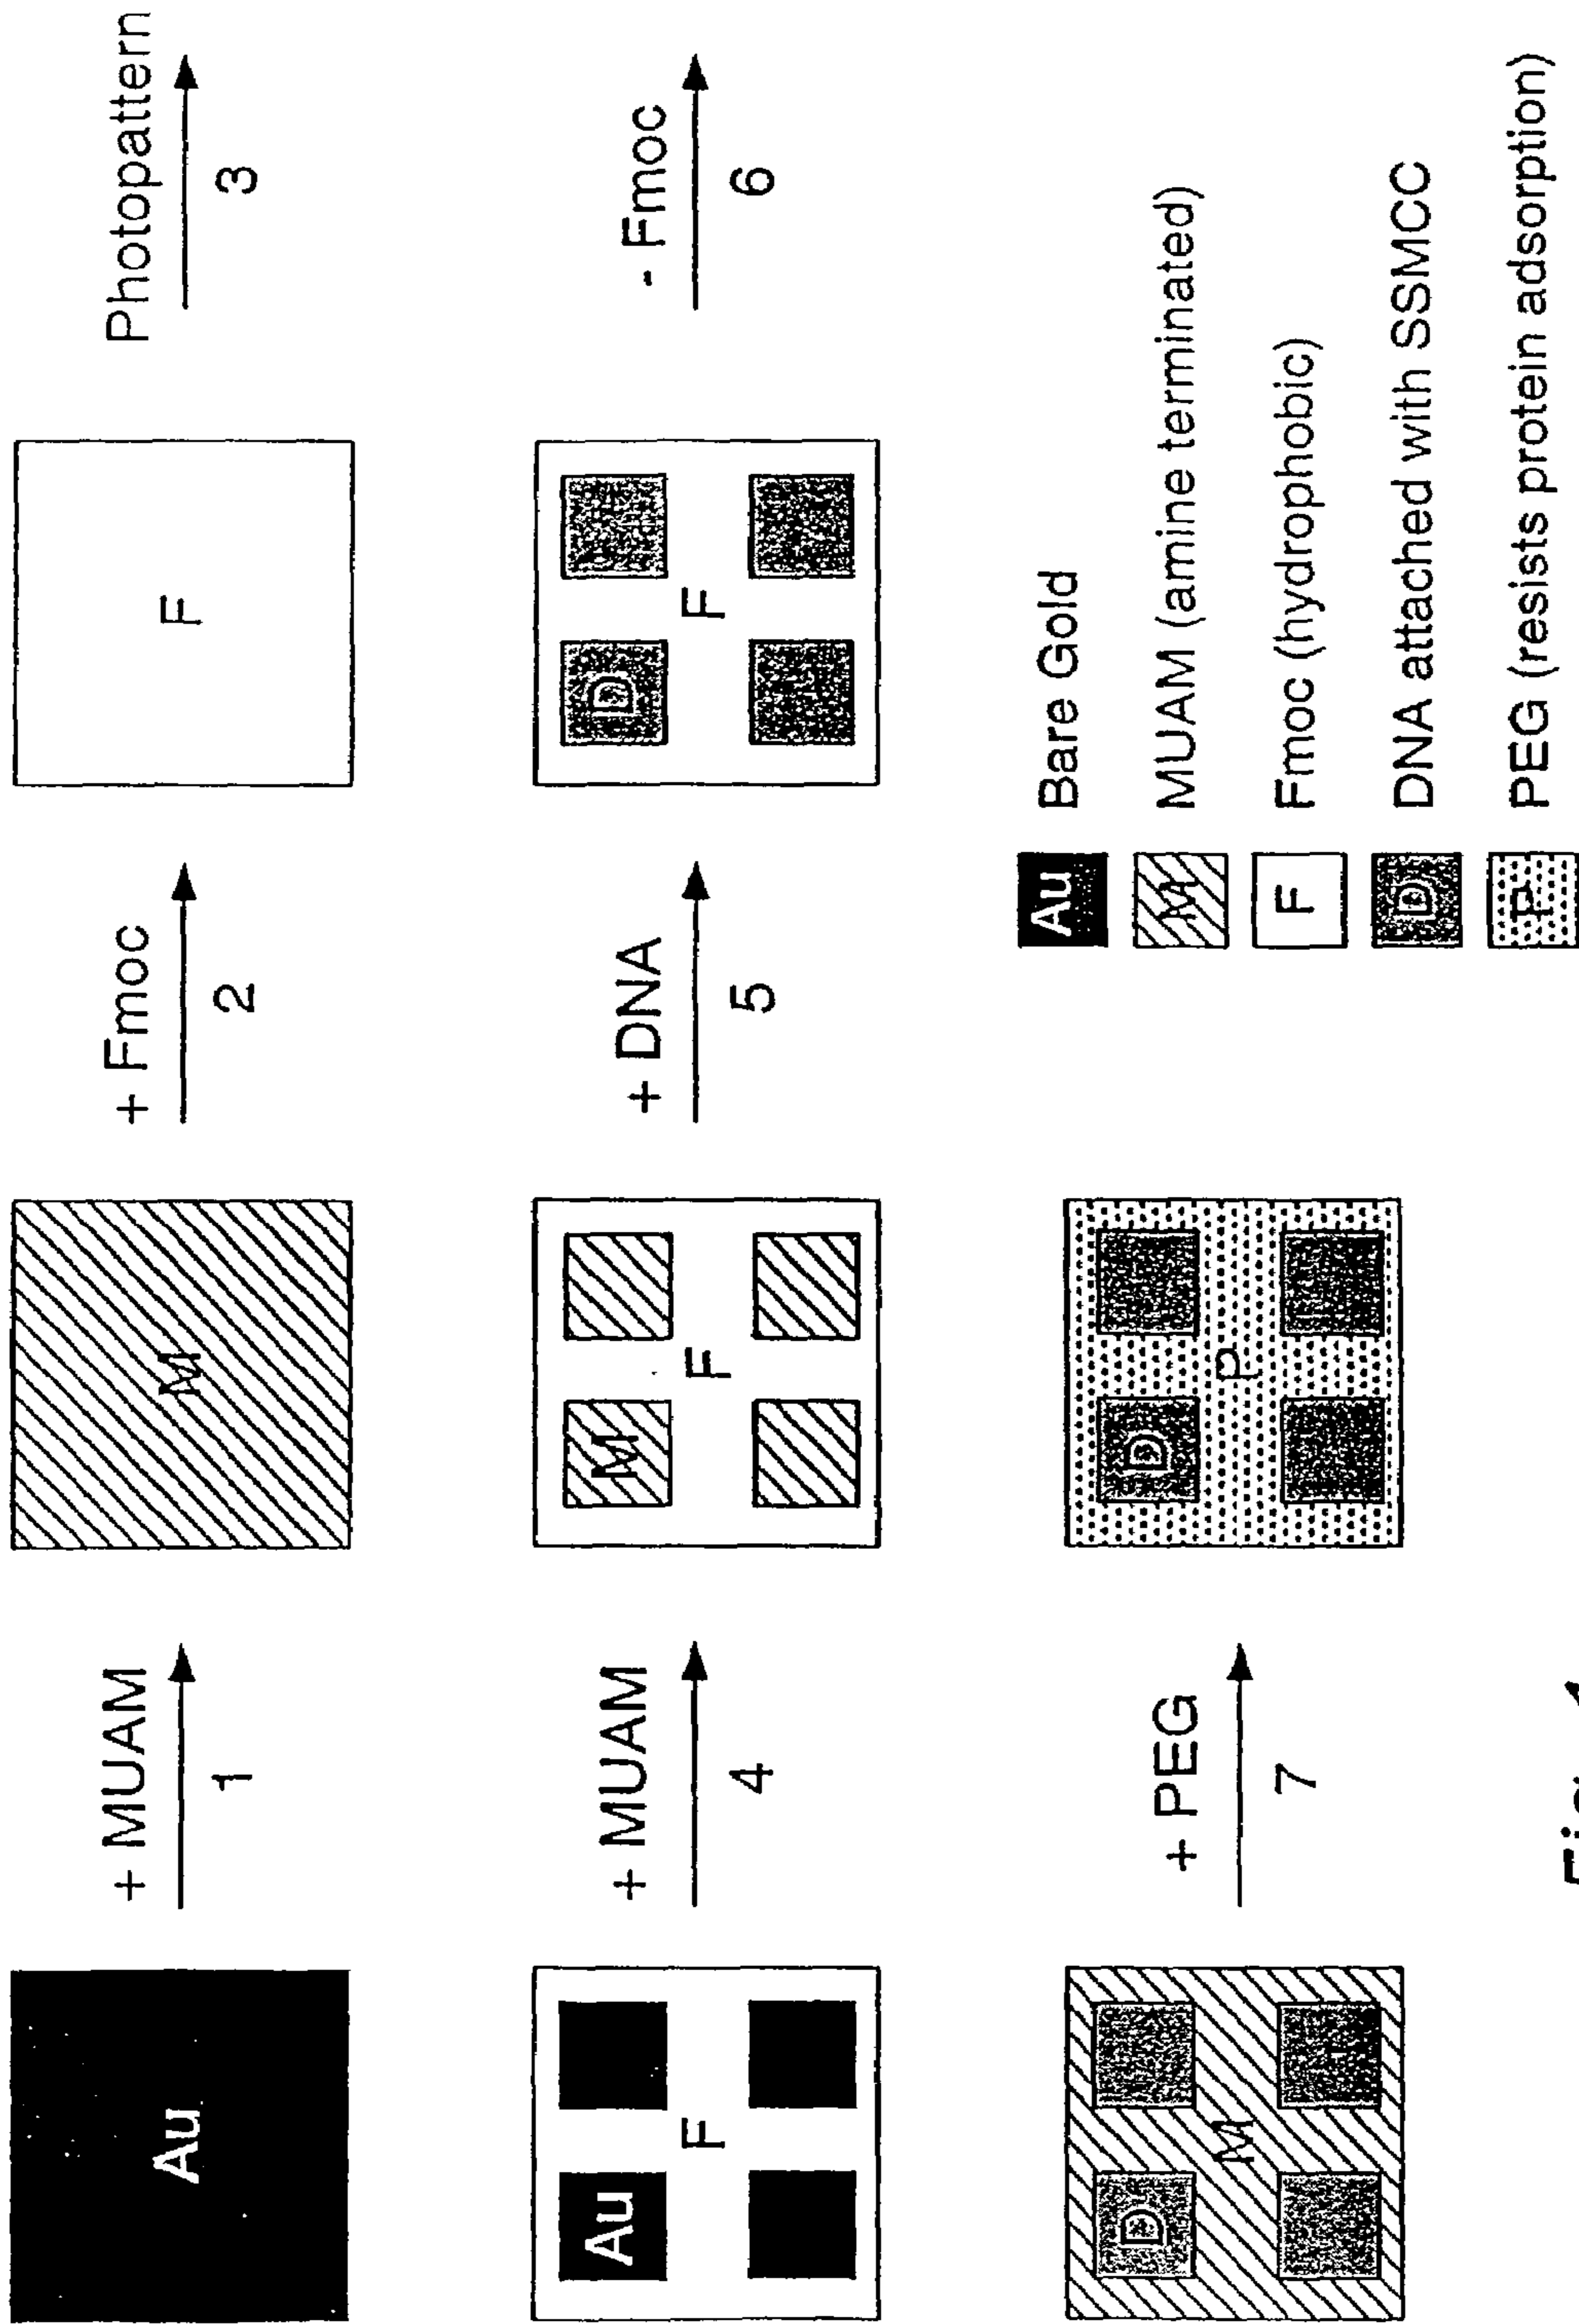 Au
+ MUAM
1
M
+ Fmoc
2
F
Photopattern
3
Au
F
+ MUAM
4
M
F
+ DNA
5
D
F
- Fmoc
6
D
M
+ PEG
7
D
P
Au Bare Gold
M MUAM (amine terminated)
F Fmoc (hydrophobic)
D DNA attached with SSMCC
P PEG (resists protein adsorption)